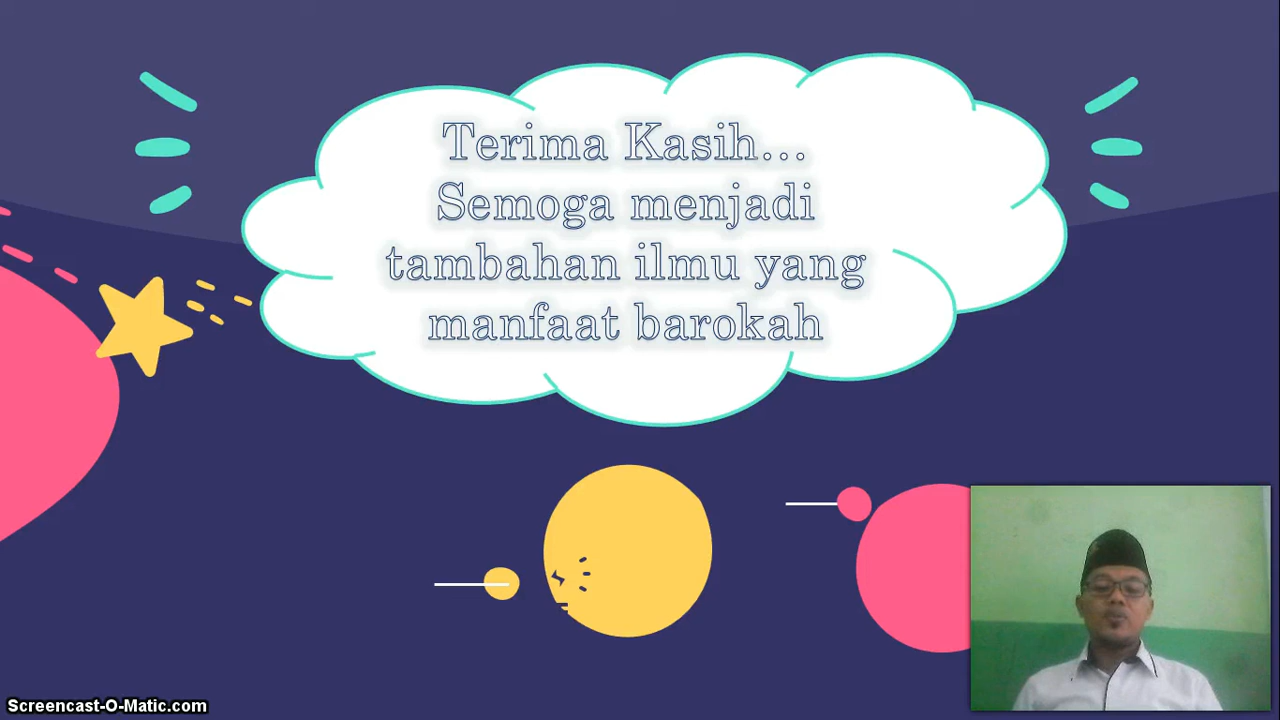 Terima Kasih...
Semoga menjadi
tambahan ilmu yang
manfaat barokah
Screencast-O-Matic.com